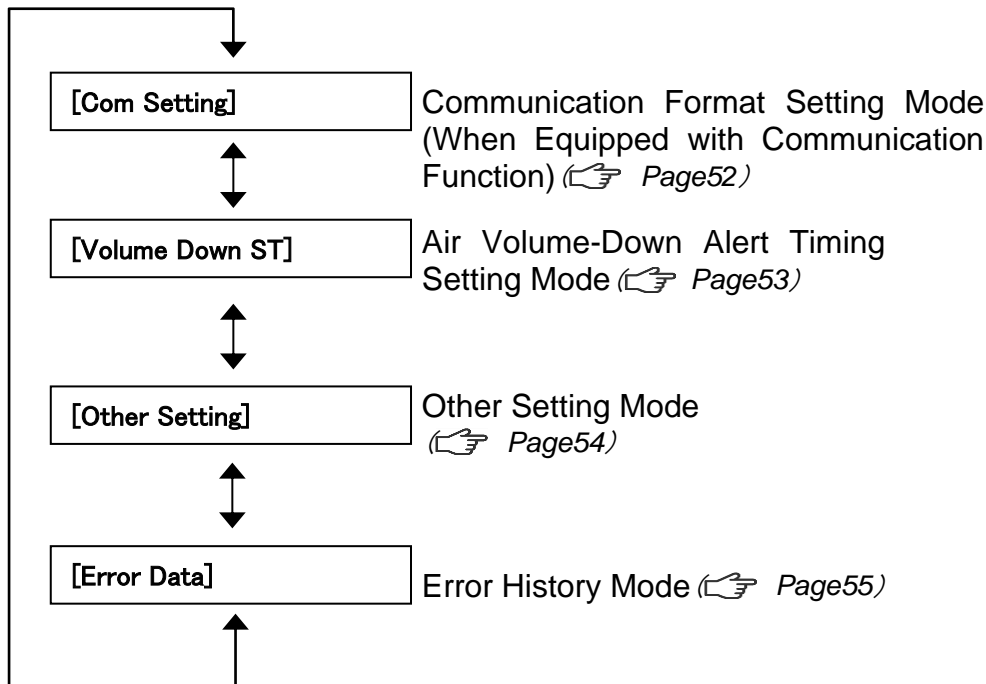 [Com Setting]
Communication Format Setting Mode
(When Equipped with Communication
Function) (☞ Page52)
[Volume Down ST]
Air Volume-Down Alert Timing
Setting Mode (☞ Page53)
[Other Setting]
Other Setting Mode
(☞ Page54)
[Error Data]
Error History Mode (☞ Page55)